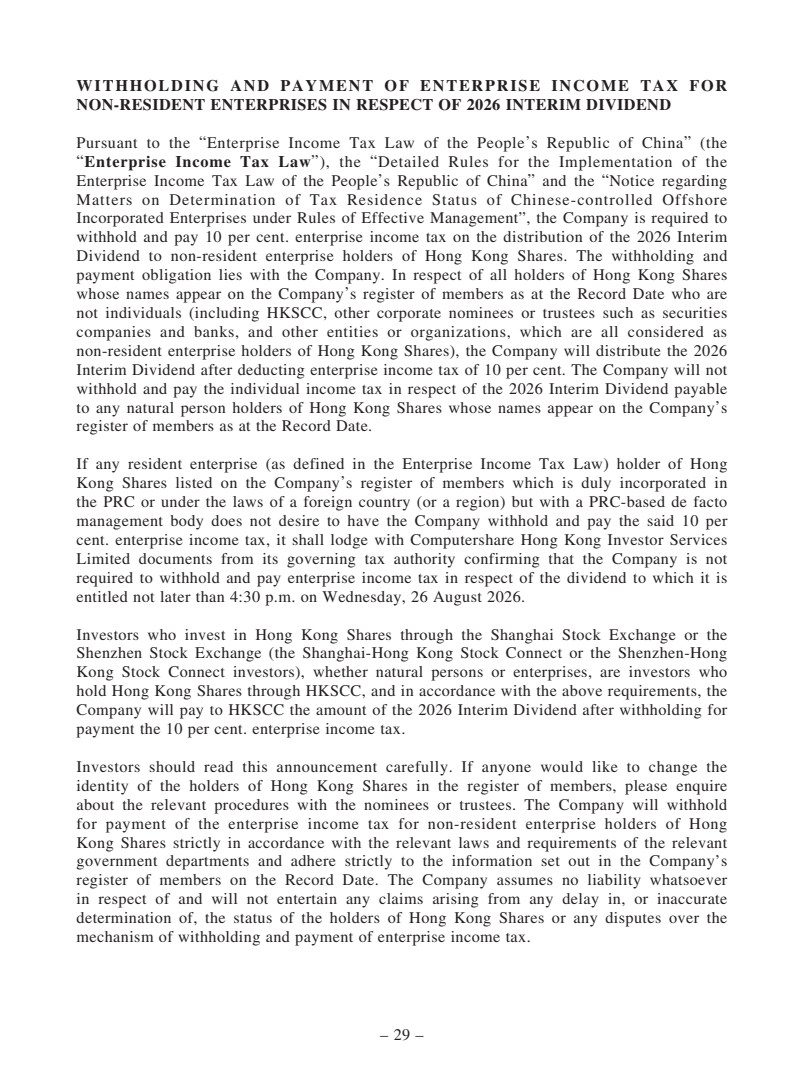 WITHHOLDING AND PAYMENT OF ENTERPRISE INCOME TAX FOR
NON-RESIDENT ENTERPRISES IN RESPECT OF 2026 INTERIM DIVIDEND
Pursuant to the “Enterprise Income Tax Law of the People’s Republic of China” (the
“Enterprise Income Tax Law”), the “Detailed Rules for the Implementation of the
Enterprise Income Tax Law of the People’s Republic of China” and the “Notice regarding
Matters on Determination of Tax Residence Status of Chinese-controlled Offshore
Incorporated Enterprises under Rules of Effective Management”, the Company is required to
withhold and pay 10 per cent. enterprise income tax on the distribution of the 2026 Interim
Dividend to non-resident enterprise holders of Hong Kong Shares. The withholding and
payment obligation lies with the Company. In respect of all holders of Hong Kong Shares
whose names appear on the Company’s register of members as at the Record Date who are
not individuals (including HKSCC, other corporate nominees or trustees such as securities
companies and banks, and other entities or organizations, which are all considered as
non-resident enterprise holders of Hong Kong Shares), the Company will distribute the 2026
Interim Dividend after deducting enterprise income tax of 10 per cent. The Company will not
withhold and pay the individual income tax in respect of the 2026 Interim Dividend payable
to any natural person holders of Hong Kong Shares whose names appear on the Company’s
register of members as at the Record Date.
If any resident enterprise (as defined in the Enterprise Income Tax Law) holder of Hong
Kong Shares listed on the Company’s register of members which is duly incorporated in
the PRC or under the laws of a foreign country (or a region) but with a PRC-based de facto
management body does not desire to have the Company withhold and pay the said 10 per
cent. enterprise income tax, it shall lodge with Computershare Hong Kong Investor Services
Limited documents from its governing tax authority confirming that the Company is not
required to withhold and pay enterprise income tax in respect of the dividend to which it is
entitled not later than 4:30 p.m. on Wednesday, 26 August 2026.
Investors who invest in Hong Kong Shares through the Shanghai Stock Exchange or the
Shenzhen Stock Exchange (the Shanghai-Hong Kong Stock Connect or the Shenzhen-Hong
Kong Stock Connect investors), whether natural persons or enterprises, are investors who
hold Hong Kong Shares through HKSCC, and in accordance with the above requirements, the
Company will pay to HKSCC the amount of the 2026 Interim Dividend after withholding for
payment the 10 per cent. enterprise income tax.
Investors should read this announcement carefully. If anyone would like to change the
identity of the holders of Hong Kong Shares in the register of members, please enquire
about the relevant procedures with the nominees or trustees. The Company will withhold
for payment of the enterprise income tax for non-resident enterprise holders of Hong
Kong Shares strictly in accordance with the relevant laws and requirements of the relevant
government departments and adhere strictly to the information set out in the Company’s
register of members on the Record Date. The Company assumes no liability whatsoever
in respect of and will not entertain any claims arising from any delay in, or inaccurate
determination of, the status of the holders of Hong Kong Shares or any disputes over the
mechanism of withholding and payment of enterprise income tax.
– 29 –